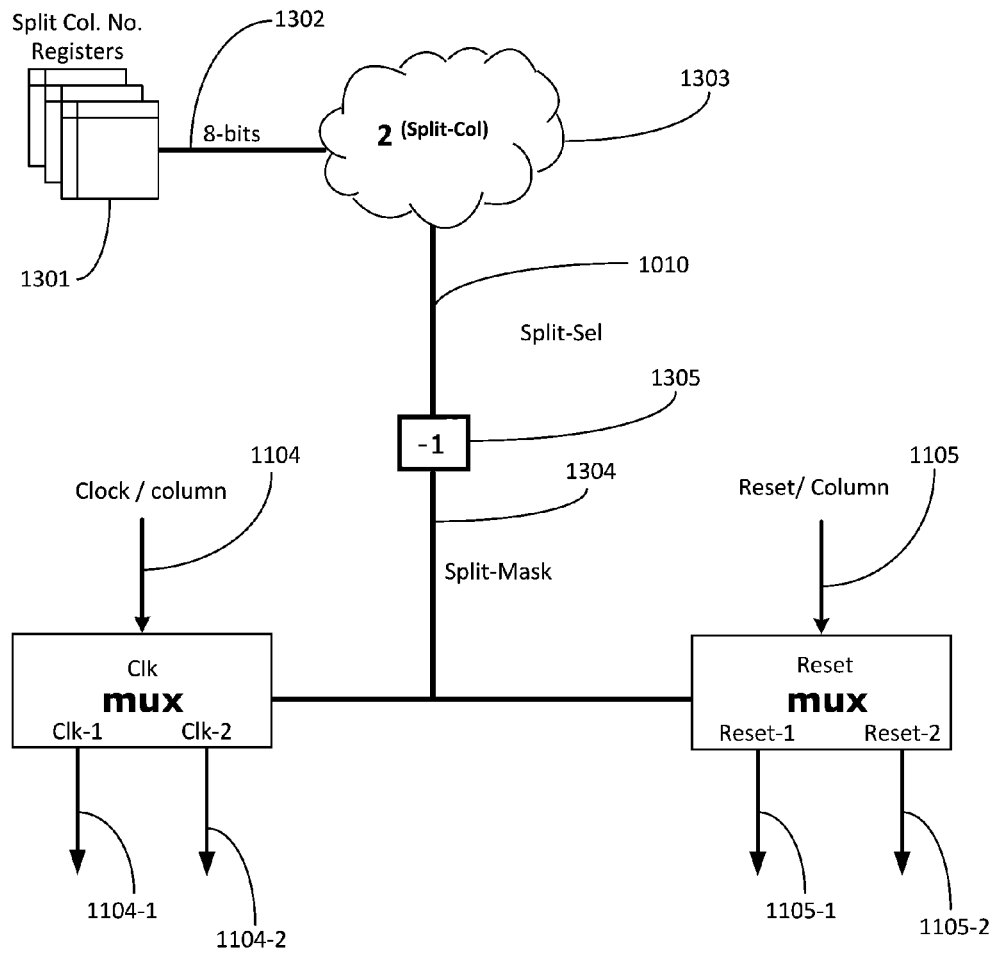 Split Col. No.
Registers
1302
8-bits
2 (Split-Col)
1303
1301
1010
Split-Sel
1305
-1
1304
Split-Mask
Clock / column
1104
Reset/ Column
1105
Clk
mux
Clk-1
Clk-2
Reset
mux
Reset-1
Reset-2
1104-1
1104-2
1105-1
1105-2